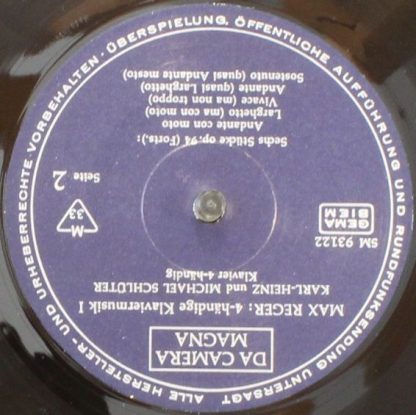 DA CAMERA
MAGNA
MAX REGER: 4-händige Klaviermusik I
KARL-HEINZ und MICHAEL SCHLÜTER
Klavier 4-händig
SM 93122
GEMA
BIEM
M
33
Seite 2
Sechs Stücke op. 94 (Forts.):
Andante con moto
Larghetto (ma con moto)
Vivace (ma non troppo)
Andante (quasi Larghetto)
Sostenuto (quasi Andante mesto)
ALLE HERSTELLER- UND URHEBERRECHTE VORBEHALTEN · ÜBERSPIELUNG, ÖFFENTLICHE AUFFÜHRUNG UND RUNDFUNKSENDUNG UNTERSAGT